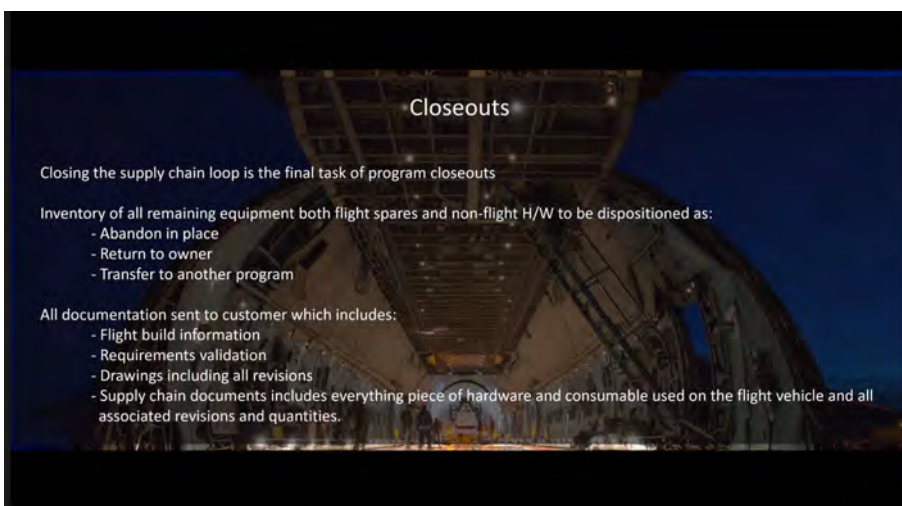 Closeouts
Closing the supply chain loop is the final task of program closeouts
Inventory of all remaining equipment both flight spares and non-flight H/W to be dispositioned as:
- Abandon in place
- Return to owner
- Transfer to another program
All documentation sent to customer which includes:
- Flight build information
- Requirements validation
- Drawings including all revisions
- Supply chain documents includes everything piece of hardware and consumable used on the flight vehicle and all
associated revisions and quantities.